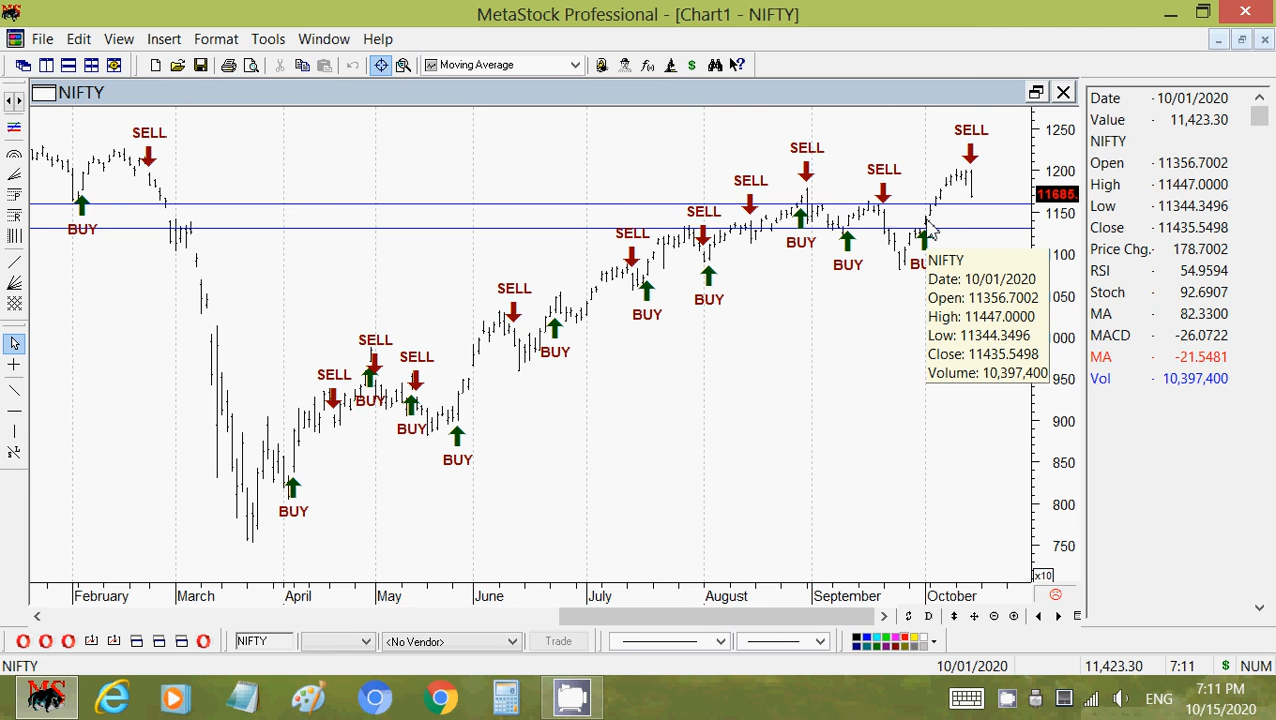 MetaStock Professional - [Chart1 - NIFTY]
File Edit View Insert Format Tools Window Help
Moving Average
NIFTY
Date · 10/01/2020
Value · 11,423.30
NIFTY
Open · 11356.7002
High · 11447.0000
Low · 11344.3496
Close · 11435.5498
Price Chg. · 178.7002
RSI · 54.9594
Stoch · 92.6907
MA · 82.3300
MACD · -26.0722
MA · -21.5481
Vol · 10,397,400
SELL
BUY
BUY
SELL
SELL
BUY
SELL
BUY
BUY
SELL
BUY
SELL
BUY
SELL
BUY
SELL
SELL
BUY
BUY
SELL
SELL
1250
1200
11685.
1150
1100
1050
1000
950
900
850
800
750
x10
NIFTY
Date: 10/01/2020
Open: 11356.7002
High: 11447.0000
Low: 11344.3496
Close: 11435.5498
Volume: 10,397,400
February March April May June July August September October
D E
NIFTY <No Vendor> Trade
NIFTY 10/01/2020 11,423.30 7:11 $ NUM
MS ENG 7:11 PM
10/15/2020